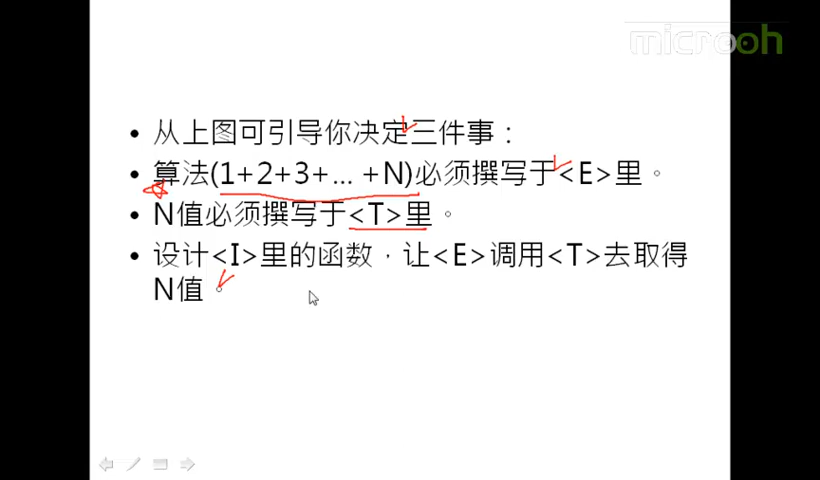 microoh
• 从上图可引导你决定三件事：
• 算法(1+2+3+… +N)必须撰写于<E>里。
• N值必须撰写于<T>里。
• 设计<I>里的函数，让<E>调用<T>去取得
N值。